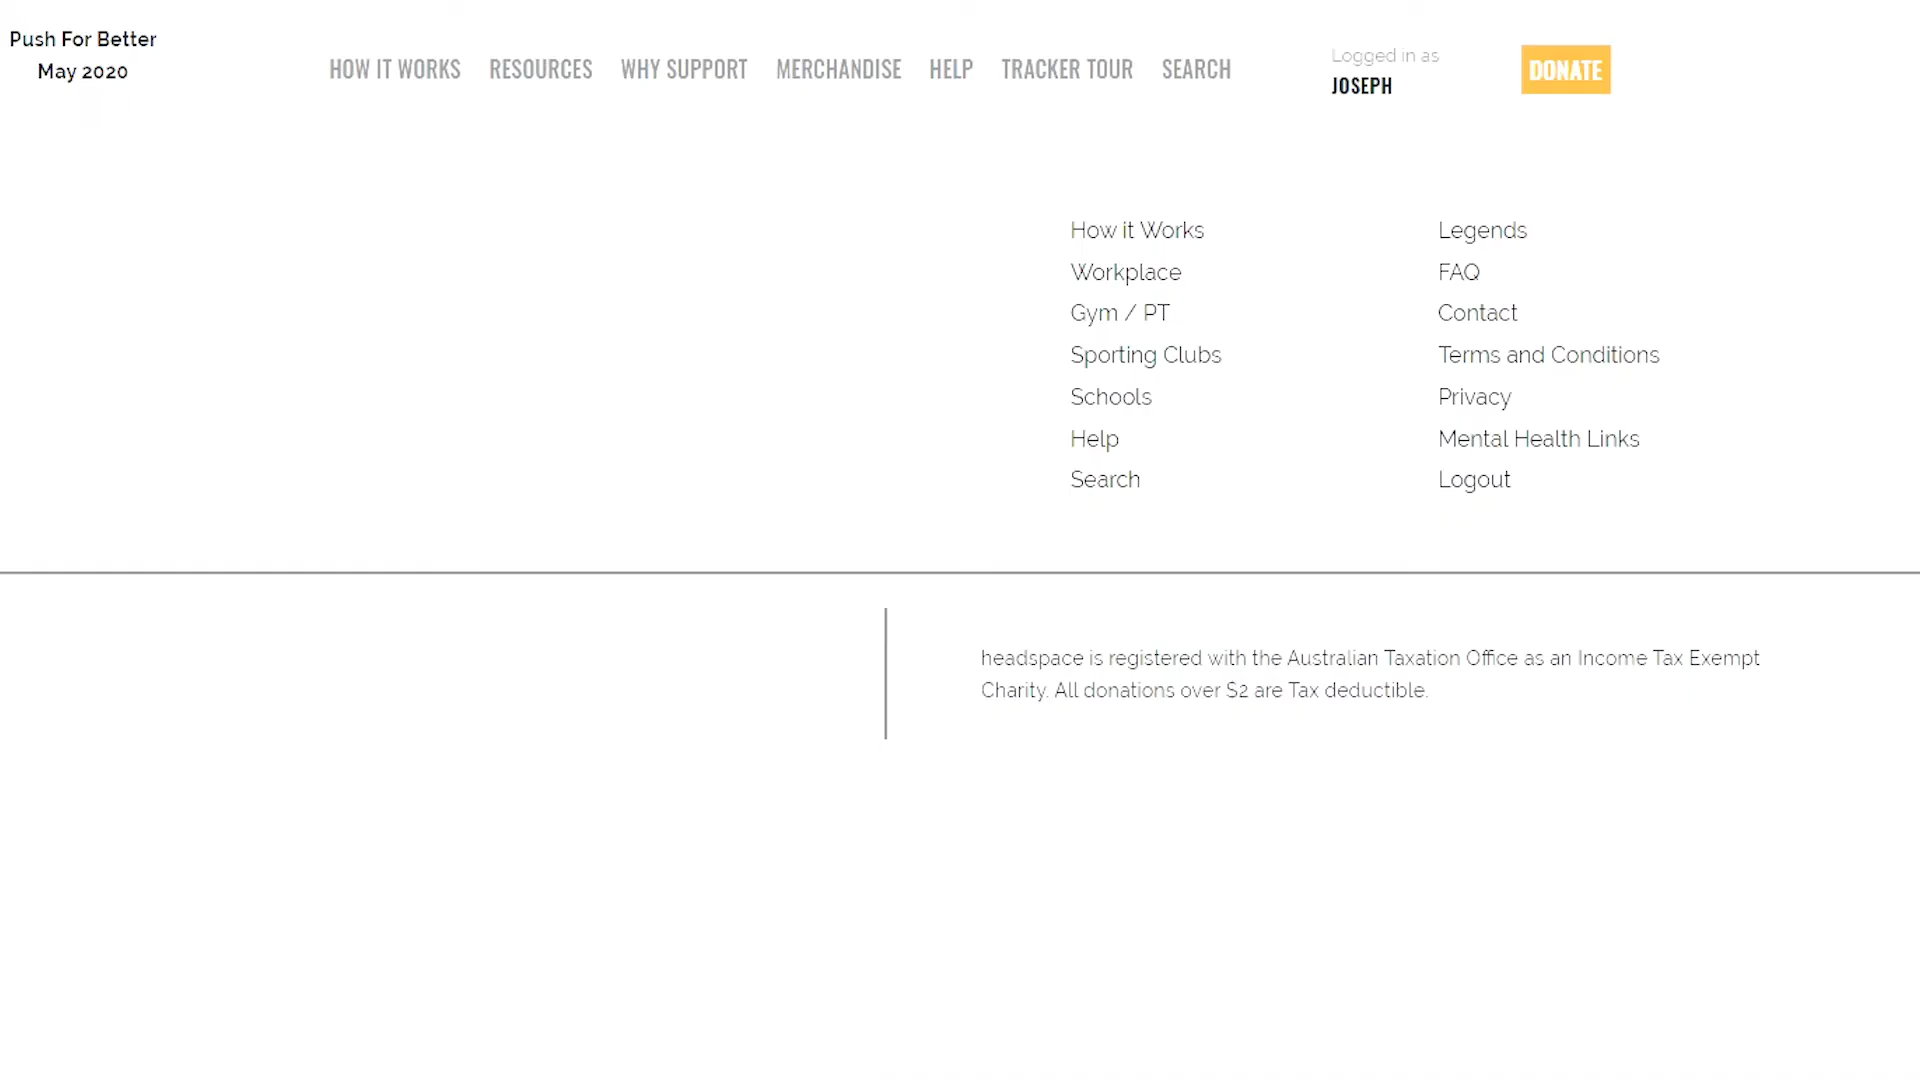 Push For Better
May 2020
HOW IT WORKS RESOURCES WHY SUPPORT MERCHANDISE HELP TRACKER TOUR SEARCH
Logged in as
JOSEPH
DONATE
How it Works
Workplace
Gym / PT
Sporting Clubs
Schools
Help
Search
Legends
FAQ
Contact
Terms and Conditions
Privacy
Mental Health Links
Logout
headspace is registered with the Australian Taxation Office as an Income Tax Exempt
Charity. All donations over $2 are Tax deductible.